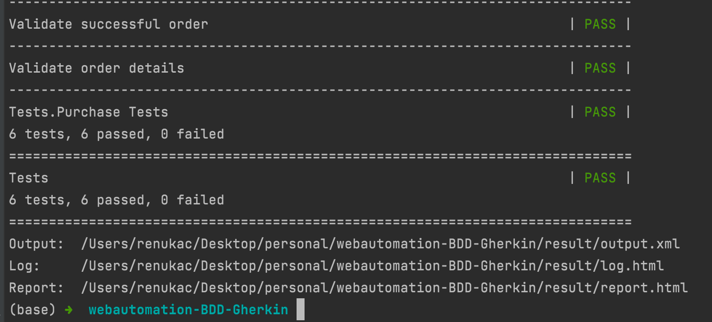 ------------------------------------------------------------------------------
Validate successful order                                             | PASS |
------------------------------------------------------------------------------
Validate order details                                                | PASS |
------------------------------------------------------------------------------
Tests.Purchase Tests                                                  | PASS |
6 tests, 6 passed, 0 failed
==============================================================================
Tests                                                                 | PASS |
6 tests, 6 passed, 0 failed
==============================================================================
Output:  /Users/renukac/Desktop/personal/webautomation-BDD-Gherkin/result/output.xml
Log:     /Users/renukac/Desktop/personal/webautomation-BDD-Gherkin/result/log.html
Report:  /Users/renukac/Desktop/personal/webautomation-BDD-Gherkin/result/report.html
(base) ➜  webautomation-BDD-Gherkin